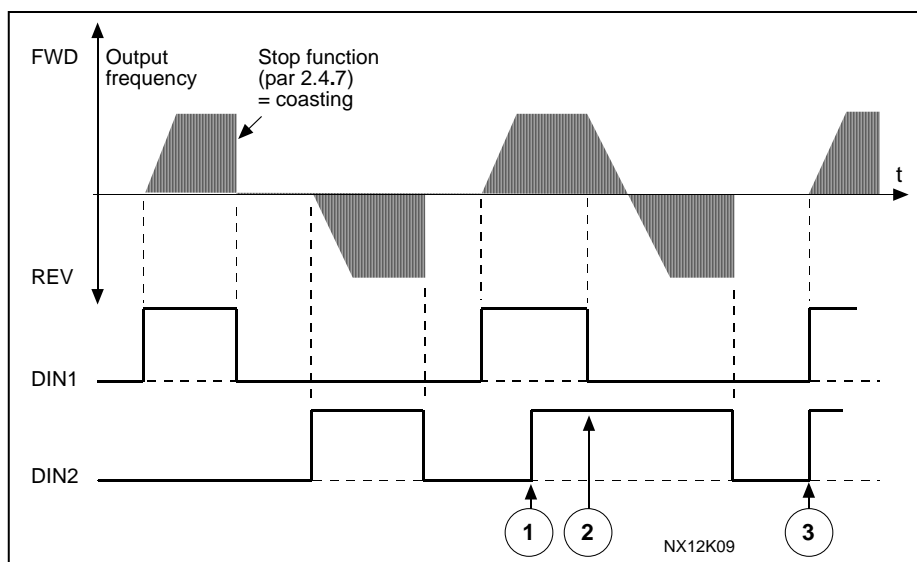 FWD
Output
frequency
Stop function
(par 2.4.7)
= coasting
t
REV
DIN1
DIN2
1
2
3
NX12K09